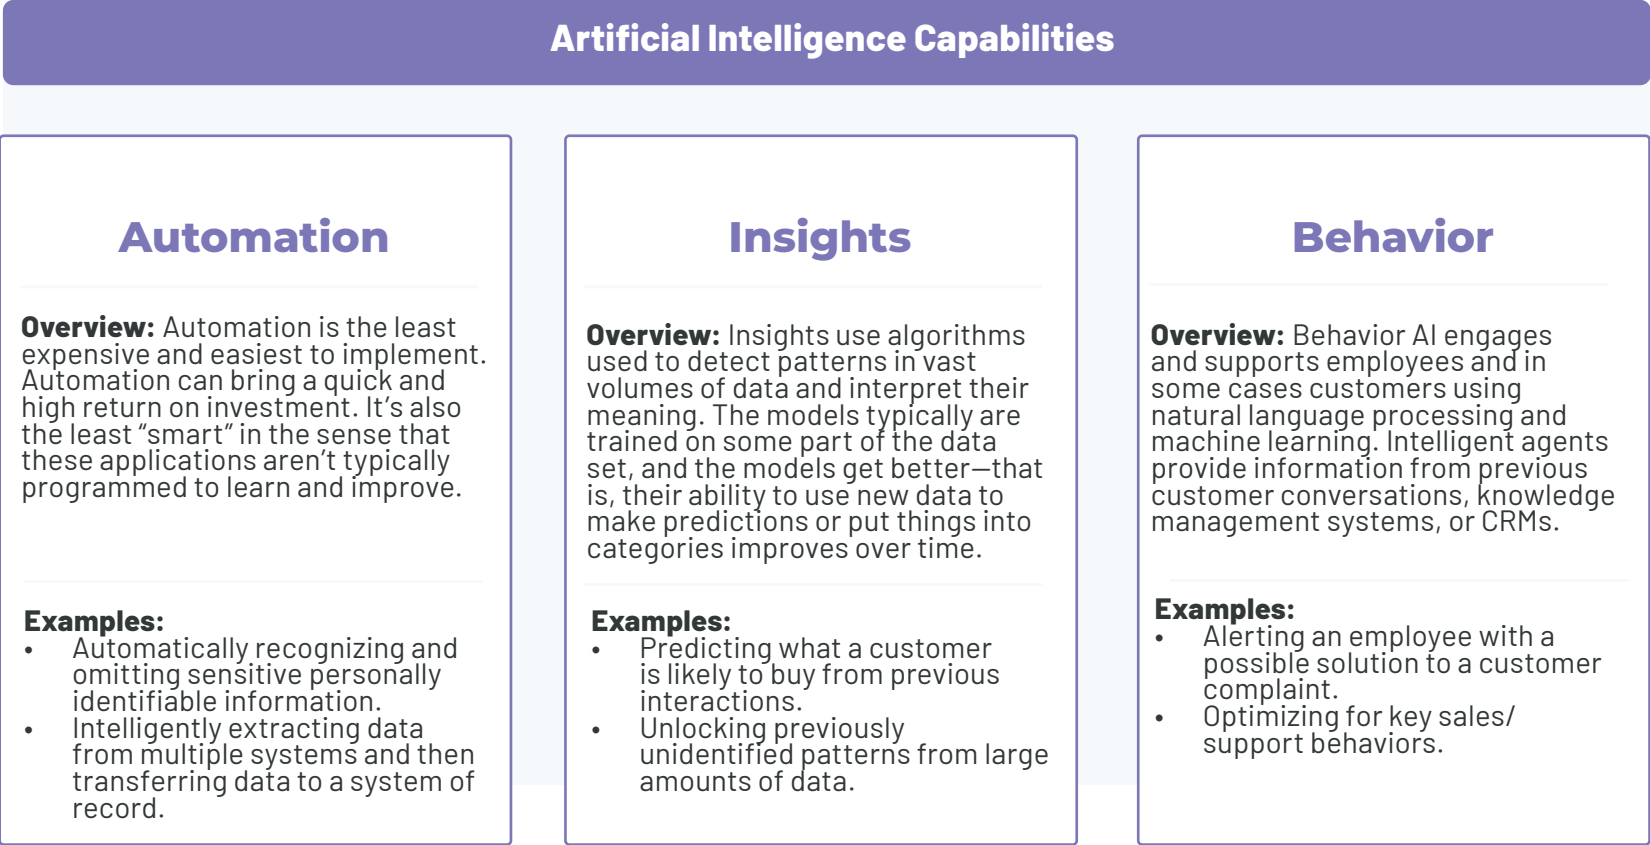 Artificial Intelligence Capabilities
Automation
Overview: Automation is the least
expensive and easiest to implement.
Automation can bring a quick and
high return on investment. It’s also
the least “smart” in the sense that
these applications aren’t typically
programmed to learn and improve.
Examples:
• Automatically recognizing and
omitting sensitive personally
identifiable information.
• Intelligently extracting data
from multiple systems and then
transferring data to a system of
record.
Insights
Overview: Insights use algorithms
used to detect patterns in vast
volumes of data and interpret their
meaning. The models typically are
trained on some part of the data
set, and the models get better—that
is, their ability to use new data to
make predictions or put things into
categories improves over time.
Examples:
• Predicting what a customer
is likely to buy from previous
interactions.
• Unlocking previously
unidentified patterns from large
amounts of data.
Behavior
Overview: Behavior AI engages
and supports employees and in
some cases customers using
natural language processing and
machine learning. Intelligent agents
provide information from previous
customer conversations, knowledge
management systems, or CRMs.
Examples:
• Alerting an employee with a
possible solution to a customer
complaint.
• Optimizing for key sales/
support behaviors.